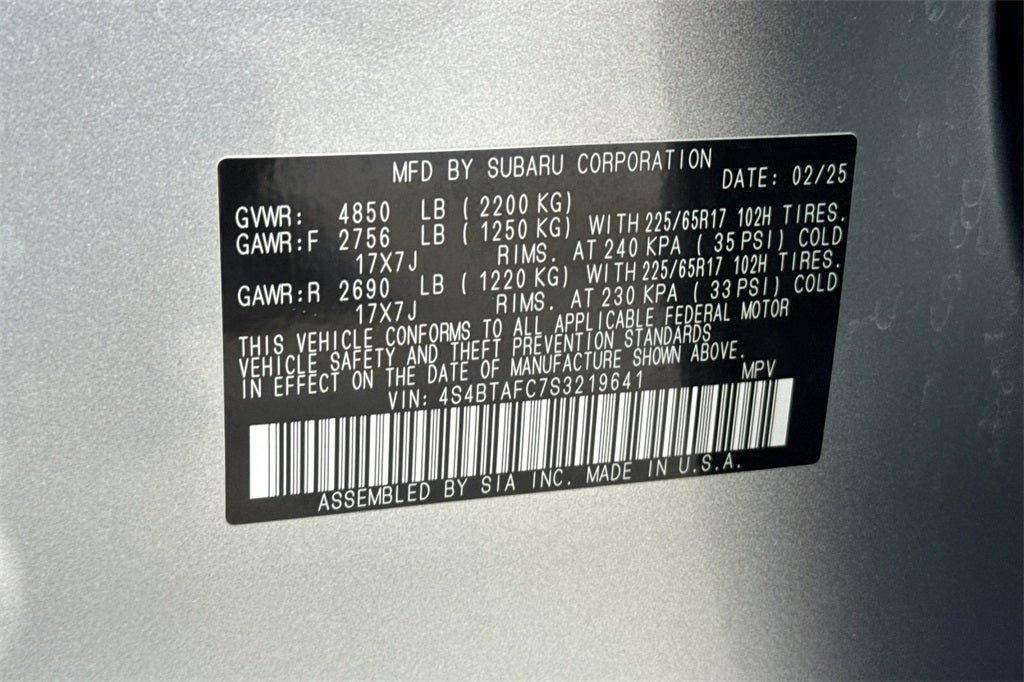 MFD BY SUBARU CORPORATION
DATE: 02/25
GVWR: 4850 LB ( 2200 KG)
GAWR:F 2756 LB ( 1250 KG) WITH 225/65R17 102H TIRES.
17X7J RIMS. AT 240 KPA ( 35 PSI) COLD
GAWR:R 2690 LB ( 1220 KG) WITH 225/65R17 102H TIRES.
17X7J RIMS. AT 230 KPA ( 33 PSI) COLD
THIS VEHICLE CONFORMS TO ALL APPLICABLE FEDERAL MOTOR
VEHICLE SAFETY AND THEFT PREVENTION STANDARDS
IN EFFECT ON THE DATE OF MANUFACTURE SHOWN ABOVE.
VIN: 4S4BTAFC7S3219641 MPV
ASSEMBLED BY SIA INC. MADE IN U.S.A.